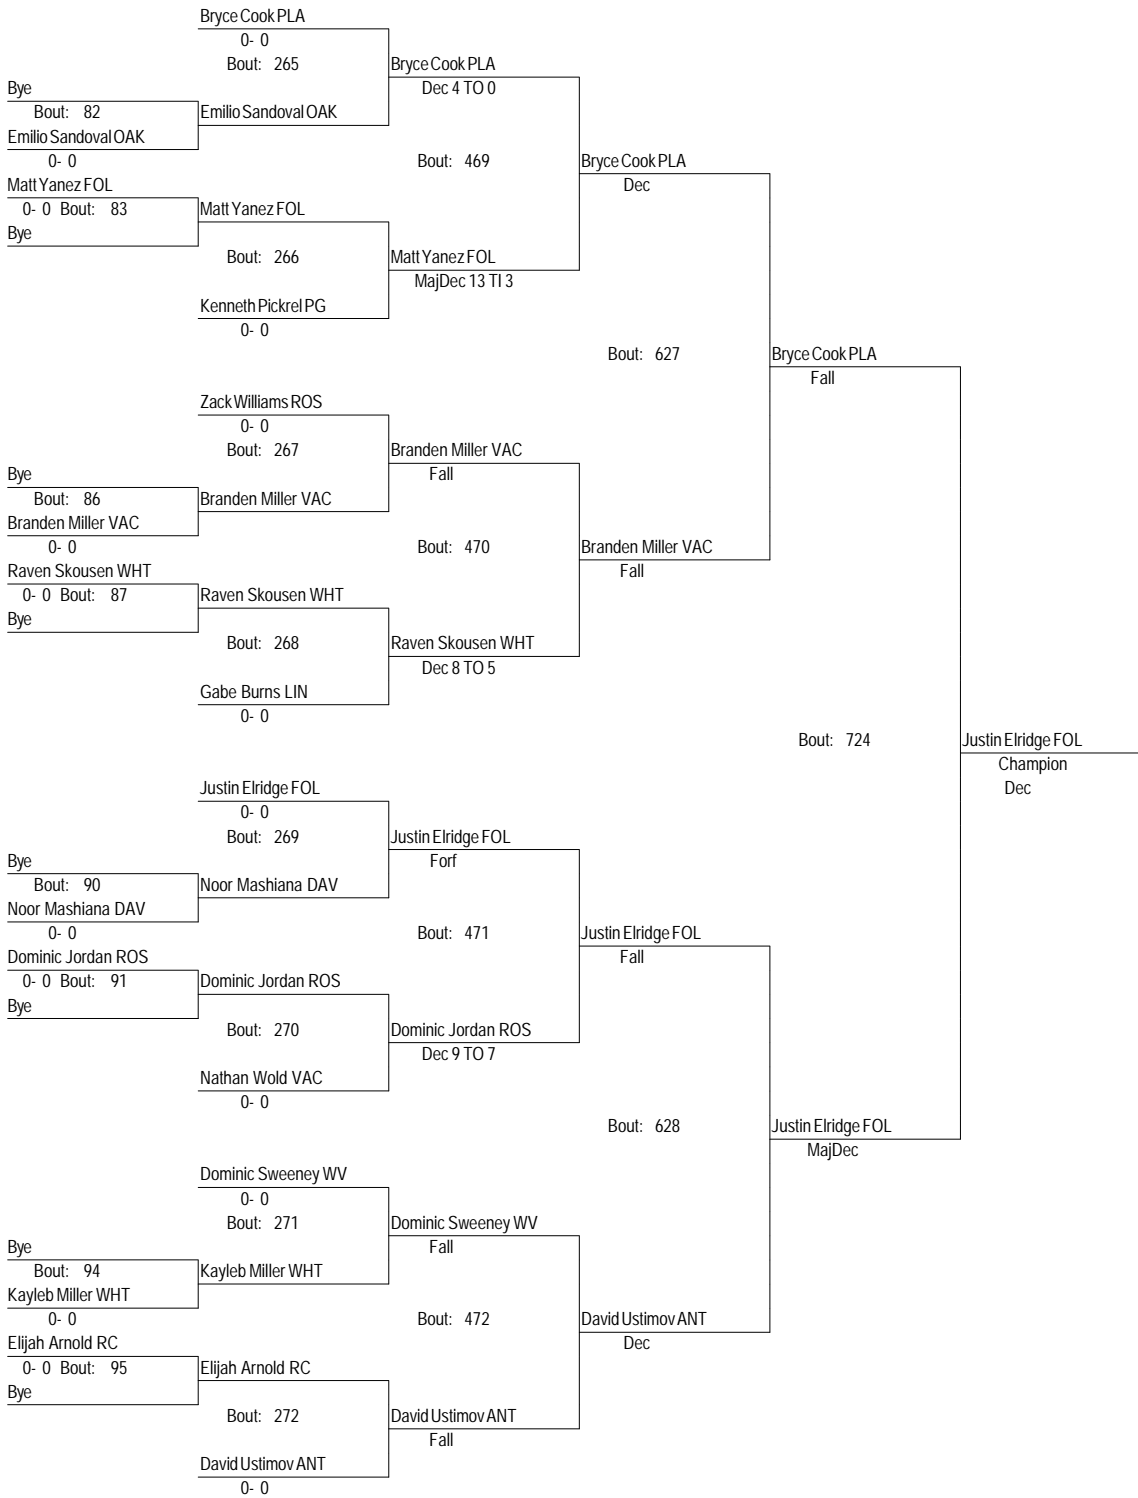 Bryce Cook PLA
0- 0
Bout: 265
Bryce Cook PLA
Dec 4 TO 0
Bye
Bout: 82
Emilio Sandoval OAK
Emilio Sandoval OAK
0- 0
Bout: 469
Bryce Cook PLA
Dec
Matt Yanez FOL
0- 0 Bout: 83
Matt Yanez FOL
Bye
Bout: 266
Matt Yanez FOL
MajDec 13 TI 3
Kenneth Pickrel PG
0- 0
Bout: 627
Bryce Cook PLA
Fall
Zack Williams ROS
0- 0
Bout: 267
Branden Miller VAC
Fall
Bye
Bout: 86
Branden Miller VAC
Branden Miller VAC
0- 0
Bout: 470
Branden Miller VAC
Fall
Raven Skousen WHT
0- 0 Bout: 87
Raven Skousen WHT
Bye
Bout: 268
Raven Skousen WHT
Dec 8 TO 5
Gabe Burns LIN
0- 0
Bout: 724
Justin Elridge FOL
Champion
Dec
Justin Elridge FOL
0- 0
Bout: 269
Justin Elridge FOL
Forf
Bye
Bout: 90
Noor Mashiana DAV
Noor Mashiana DAV
0- 0
Bout: 471
Justin Elridge FOL
Fall
Dominic Jordan ROS
0- 0 Bout: 91
Dominic Jordan ROS
Bye
Bout: 270
Dominic Jordan ROS
Dec 9 TO 7
Nathan Wold VAC
0- 0
Bout: 628
Justin Elridge FOL
MajDec
Dominic Sweeney WV
0- 0
Bout: 271
Dominic Sweeney WV
Fall
Bye
Bout: 94
Kayleb Miller WHT
Kayleb Miller WHT
0- 0
Bout: 472
David Ustimov ANT
Dec
Elijah Arnold RC
0- 0 Bout: 95
Elijah Arnold RC
Bye
Bout: 272
David Ustimov ANT
Fall
David Ustimov ANT
0- 0